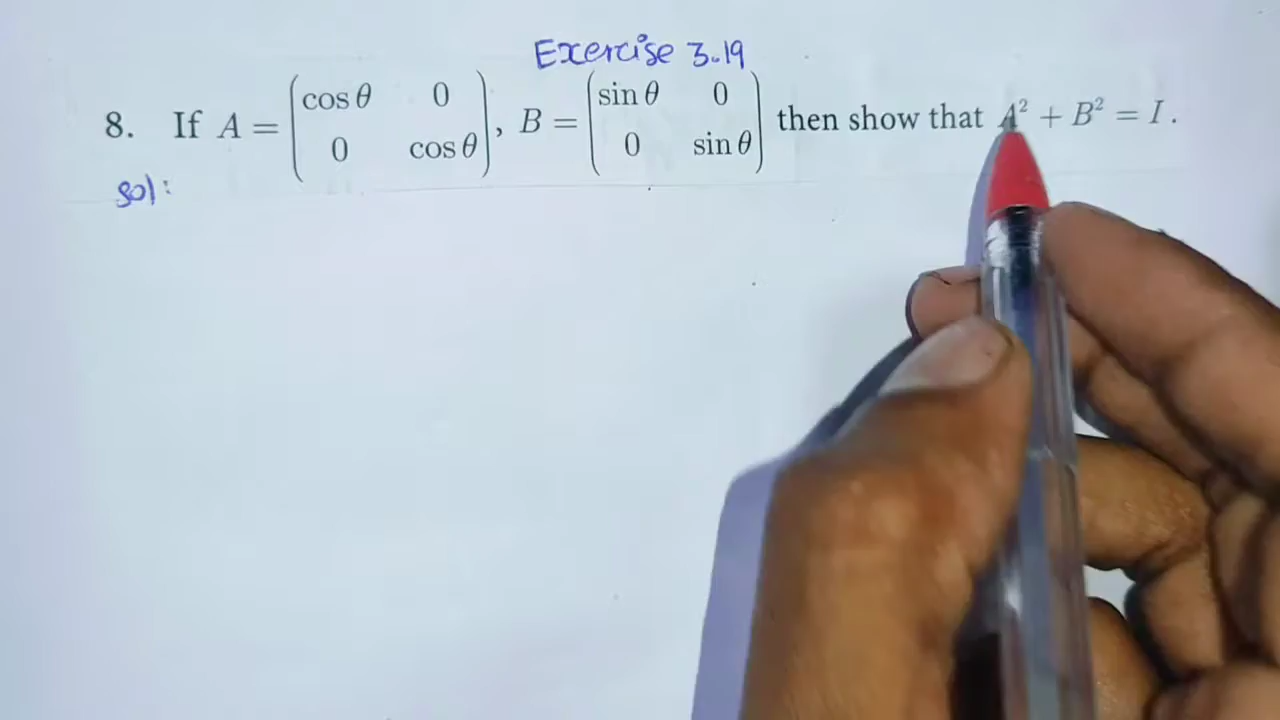 Exercise 3.19
8. If A = (cos θ 0 0 cos θ), B = (sin θ 0 0 sin θ) then show that A² + B² = I.
sol: